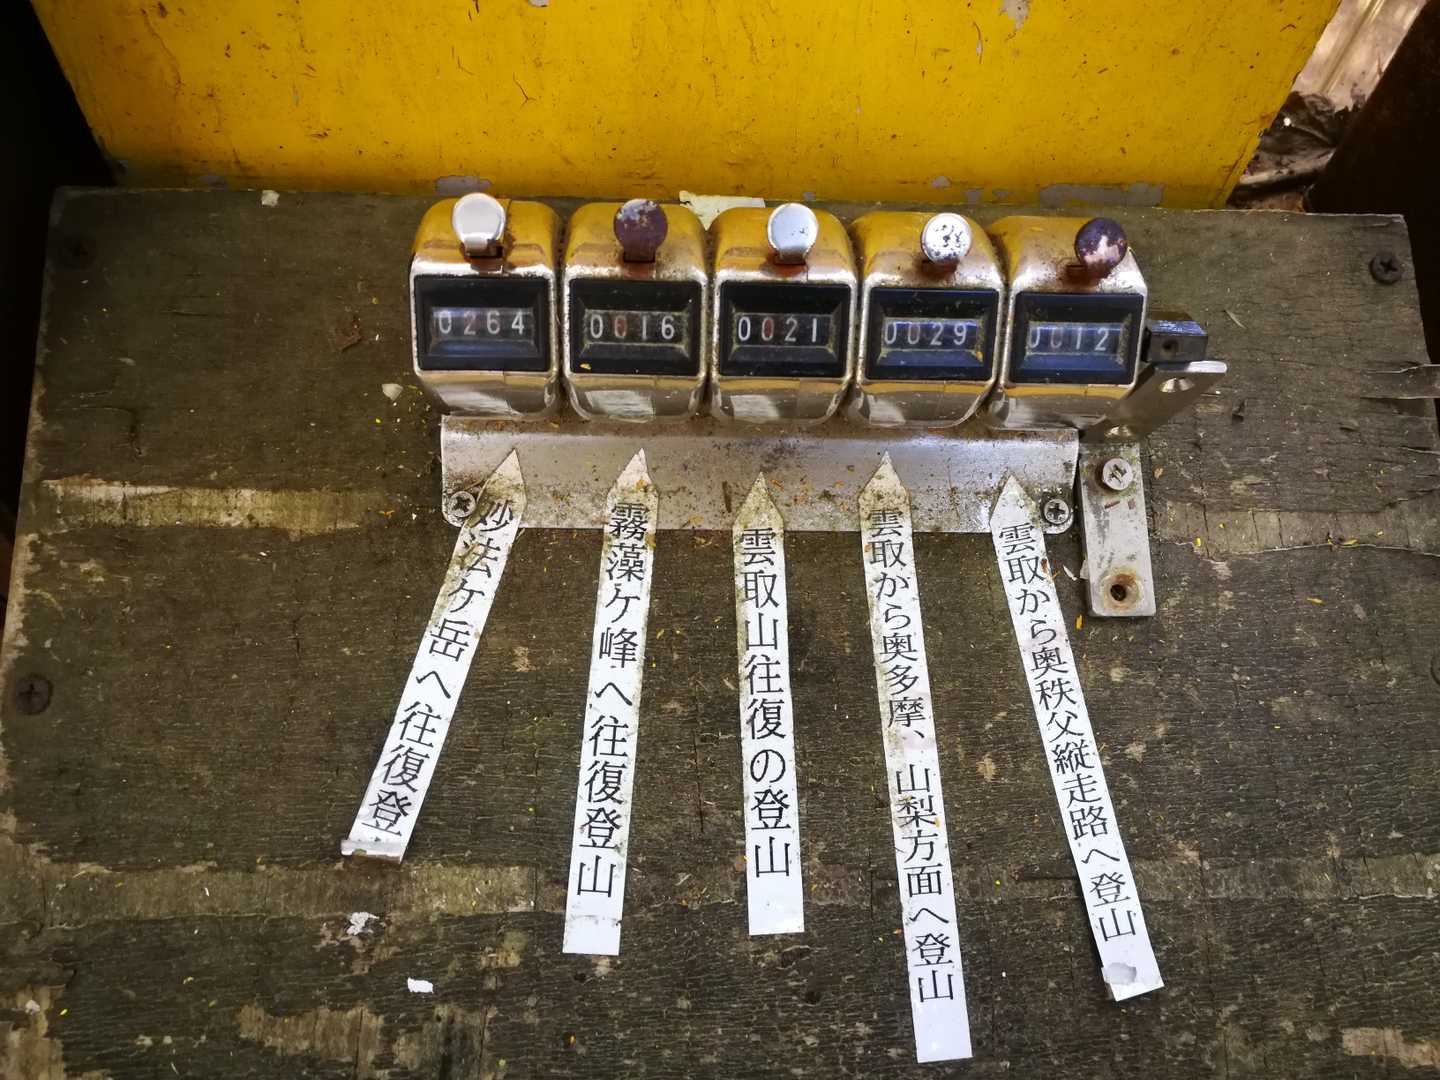 0264
0016
0021
0029
0012
妙法ケ岳へ往復登
霧藻ケ峰へ往復登山
雲取山往復の登山
雲取から奥多摩、山梨方面へ登山
雲取から奥秩父縦走路へ登山